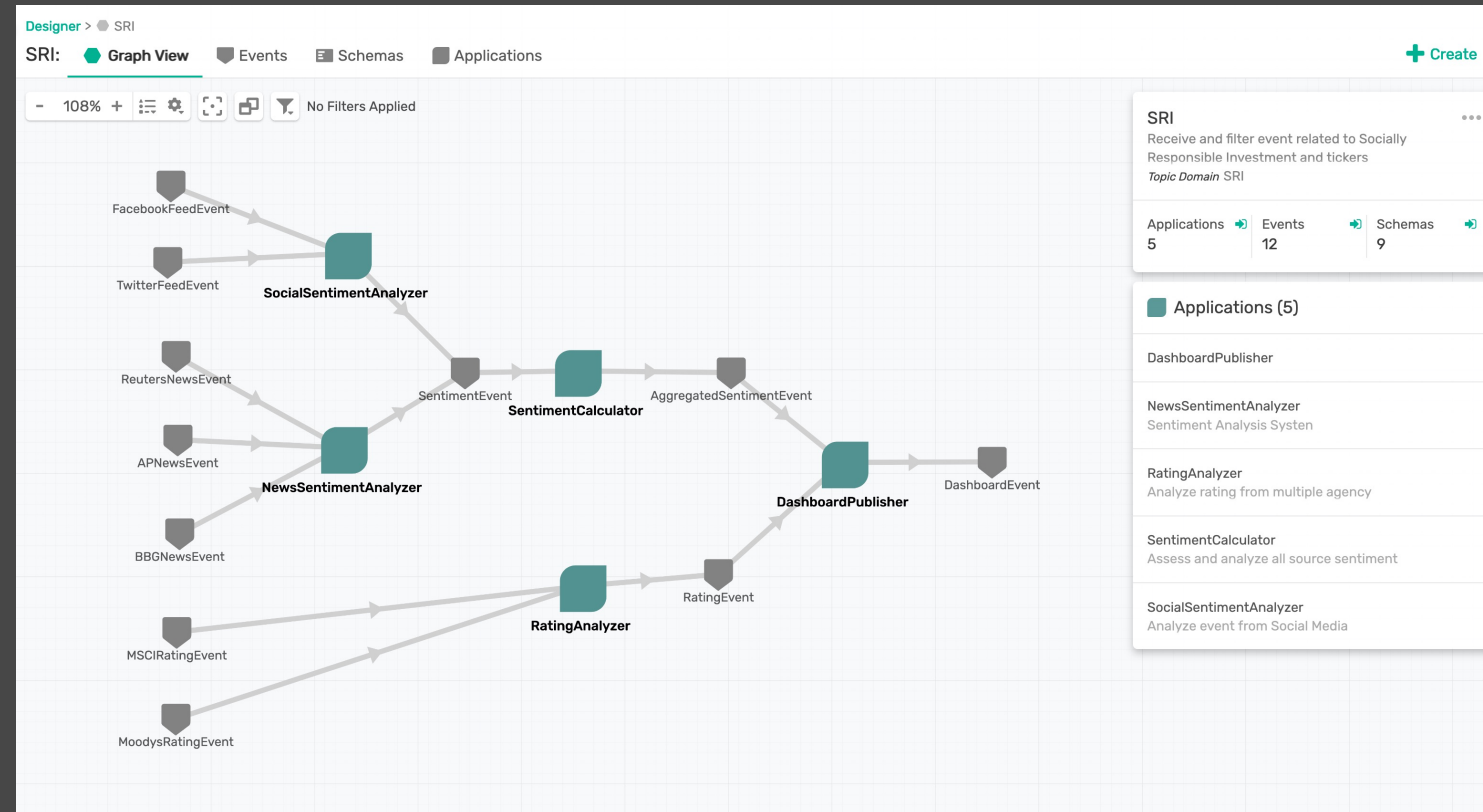 Designer > SRI
SRI: Graph View Events Schemas Applications
Create
- 108% + No Filters Applied
FacebookFeedEvent
TwitterFeedEvent
SocialSentimentAnalyzer
ReutersNewsEvent
SentimentEvent
SentimentCalculator
AggregatedSentimentEvent
APNewsEvent
NewsSentimentAnalyzer
DashboardPublisher
DashboardEvent
BBGNewsEvent
RatingEvent
RatingAnalyzer
MSCIRatingEvent
MoodysRatingEvent
SRI
Receive and filter event related to Socially
Responsible Investment and tickers
Topic Domain SRI
Applications Events Schemas
5 12 9
Applications (5)
DashboardPublisher
NewsSentimentAnalyzer
Sentiment Analysis Systen
RatingAnalyzer
Analyze rating from multiple agency
SentimentCalculator
Assess and analyze all source sentiment
SocialSentimentAnalyzer
Analyze event from Social Media